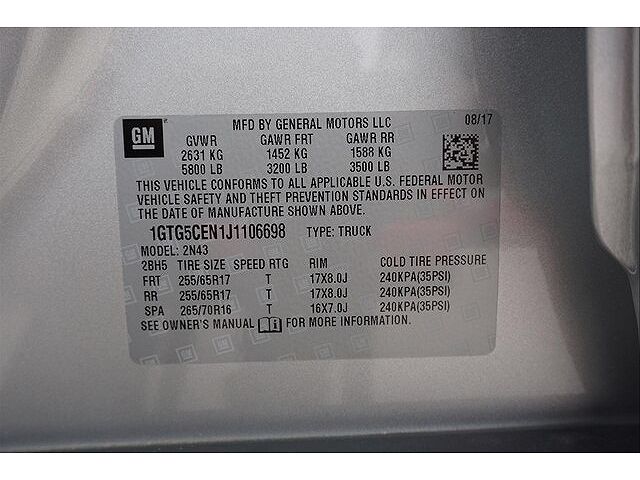 GM MFD BY GENERAL MOTORS LLC 08/17
GVWR GAWR FRT GAWR RR
2631 KG 1452 KG 1588 KG
5800 LB 3200 LB 3500 LB
THIS VEHICLE CONFORMS TO ALL APPLICABLE U.S. FEDERAL MOTOR
VEHICLE SAFETY AND THEFT PREVENTION STANDARDS IN EFFECT ON
THE DATE OF MANUFACTURE SHOWN ABOVE.
1GTG5CEN1J1106698 TYPE: TRUCK
MODEL: 2N43
2BH5 TIRE SIZE SPEED RTG RIM COLD TIRE PRESSURE
FRT 255/65R17 T 17X8.0J 240KPA(35PSI)
RR 255/65R17 T 17X8.0J 240KPA(35PSI)
SPA 265/70R16 T 16X7.0J 240KPA(35PSI)
SEE OWNER'S MANUAL FOR MORE INFORMATION.